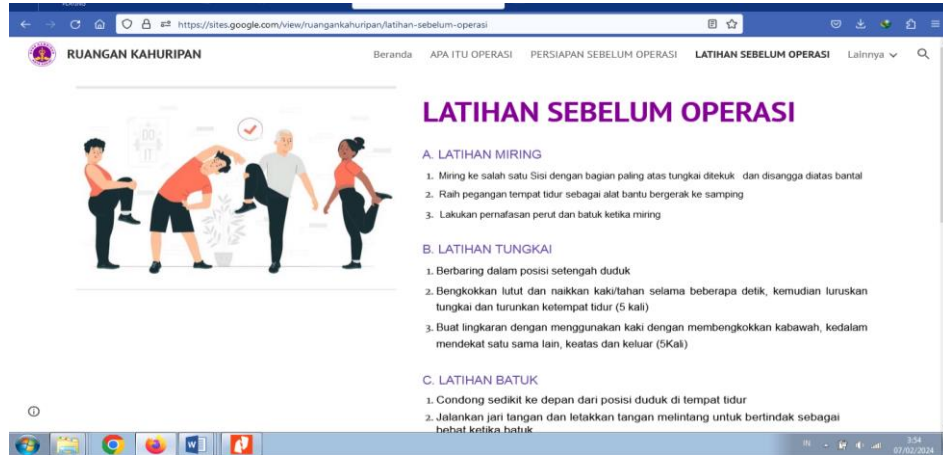 https://sites.google.com/view/ruangankahuripan/latihan-sebelum-operasi
RUANGAN KAHURIPAN
Beranda APA ITU OPERASI PERSIAPAN SEBELUM OPERASI LATIHAN SEBELUM OPERASI Lainnya
DO
IT
LATIHAN SEBELUM OPERASI
A. LATIHAN MIRING
1. Miring ke salah satu Sisi dengan bagian paling atas tungkai ditekuk dan disangga diatas bantal
2. Raih pegangan tempat tidur sebagai alat bantu bergerak ke samping
3. Lakukan pernafasan perut dan batuk ketika miring
B. LATIHAN TUNGKAI
1. Berbaring dalam posisi setengah duduk
2. Bengkokkan lutut dan naikkan kaki/tahan selama beberapa detik, kemudian luruskan
tungkai dan turunkan ketempat tidur (5 kali)
3. Buat lingkaran dengan menggunakan kaki dengan membengkokkan kabawah, kedalam
mendekat satu sama lain, keatas dan keluar (5Kali)
C. LATIHAN BATUK
1. Condong sedikit ke depan dari posisi duduk di tempat tidur
2. Jalankan jari tangan dan letakkan tangan melintang untuk bertindak sebagai
bebat ketika batuk
IN 3:54
07/02/2024